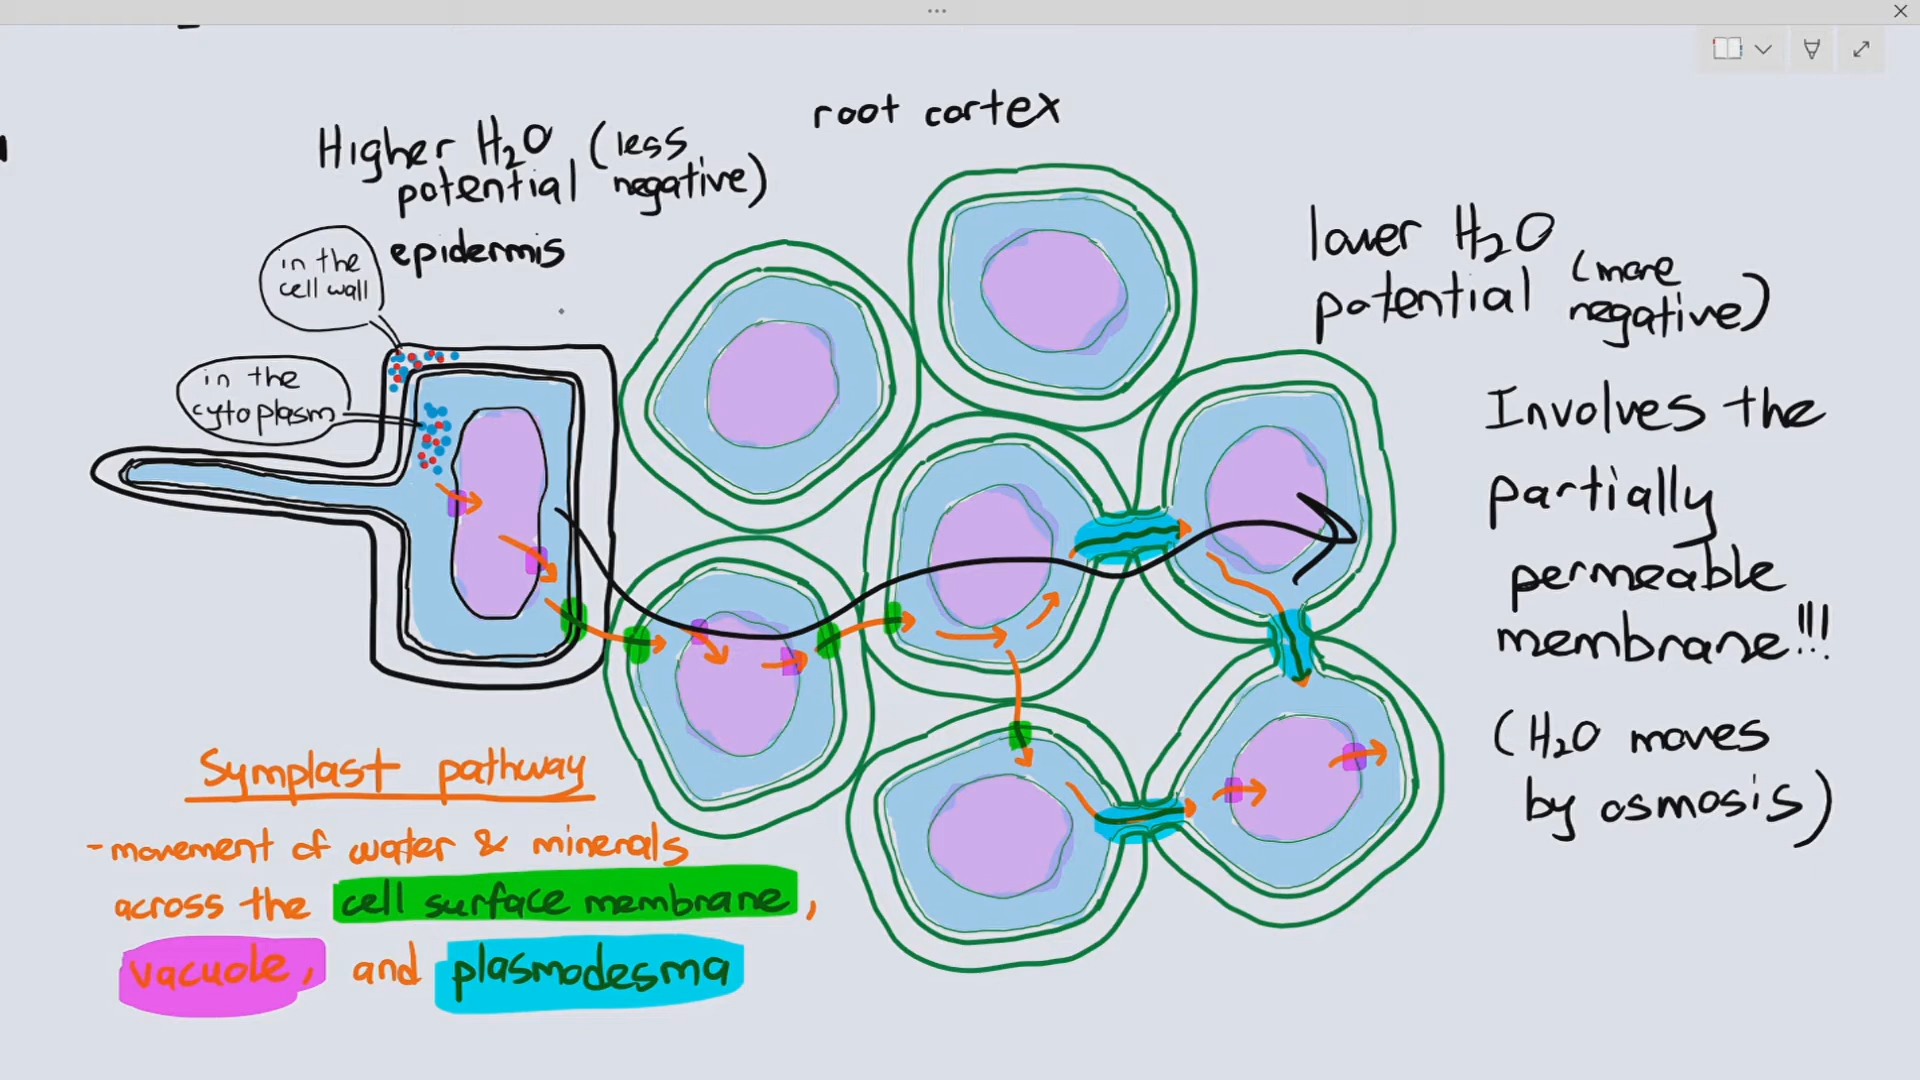 root cortex
Higher H₂O (less
potential negative)
epidermis
in the
cell wall
in the
cytoplasm
lower H₂O
potential (more
negative)
Involves the
partially
permeable
membrane!!!
(H₂O moves
by osmosis)
Symplast pathway
- movement of water & minerals
across the cell surface membrane,
vacuole, and plasmodesma